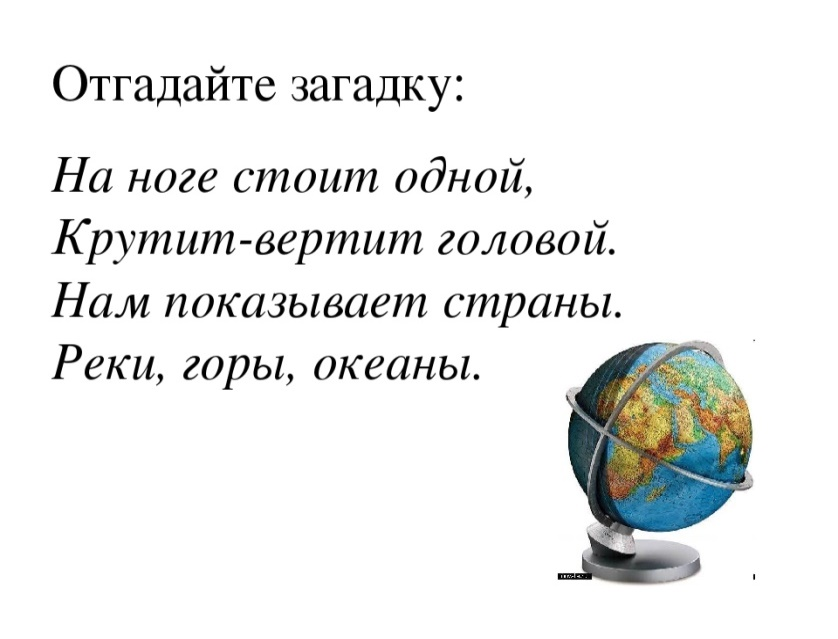 Отгадайте загадку:
На ноге стоит одной,
Крутит-вертит головой.
Нам показывает страны.
Реки, горы, океаны.